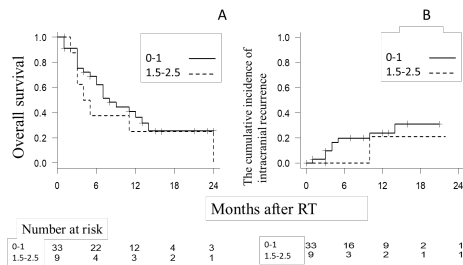 A
B
0-1
1.5-2.5
0-1
1.5-2.5
Overall survival
1.0
0.8
0.6
0.4
0.2
0.0
0 6 12 18 24
The cumulative incidence of
intracranial recurrence
1.0
0.8
0.6
0.4
0.2
0.0
0 6 12 18 24
Months after RT
Number at risk
0-1 33 22 12 4 3
1.5-2.5 9 4 3 2 1
0-1 33 16 9 2 1
1.5-2.5 9 3 2 1 1